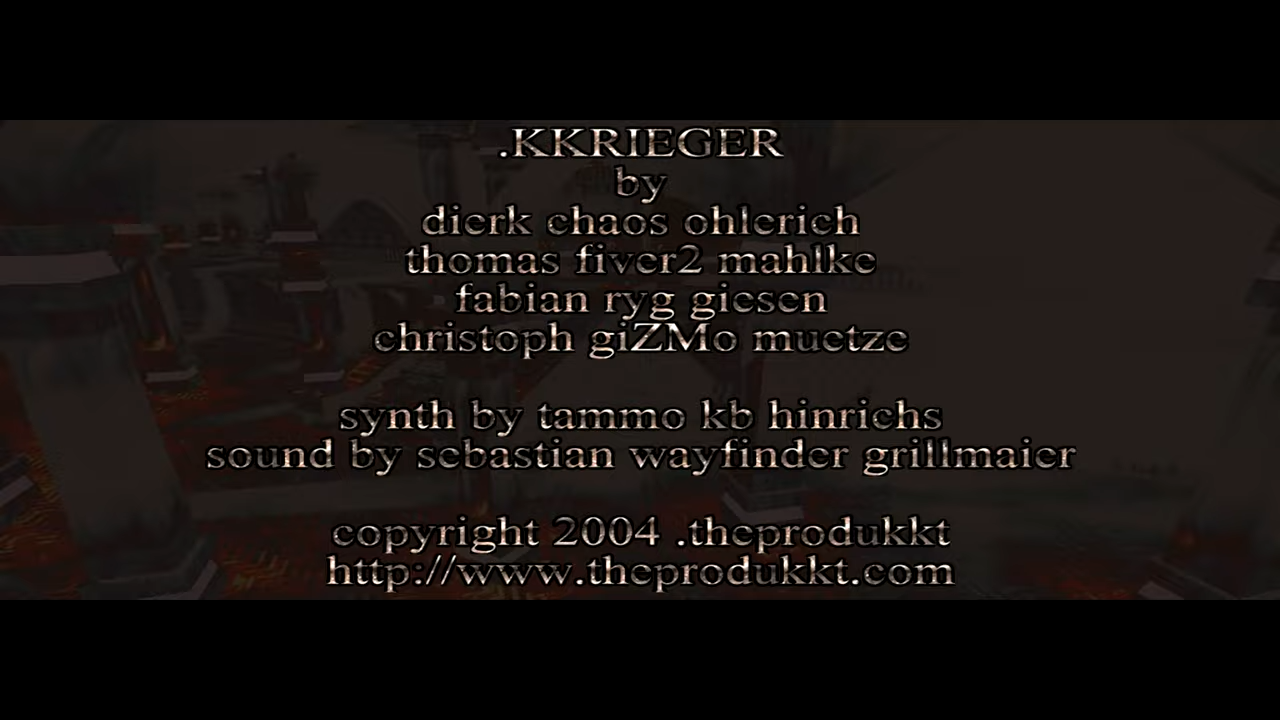 .KKRIEGER
by
dierk chaos ohlerich
thomas fiver2 mahlke
fabian ryg giesen
christoph giZMo muetze
synth by tammo kb hinrichs
sound by sebastian wayfinder grillmaier
copyright 2004 .theprodukkt
http://www.theprodukkt.com